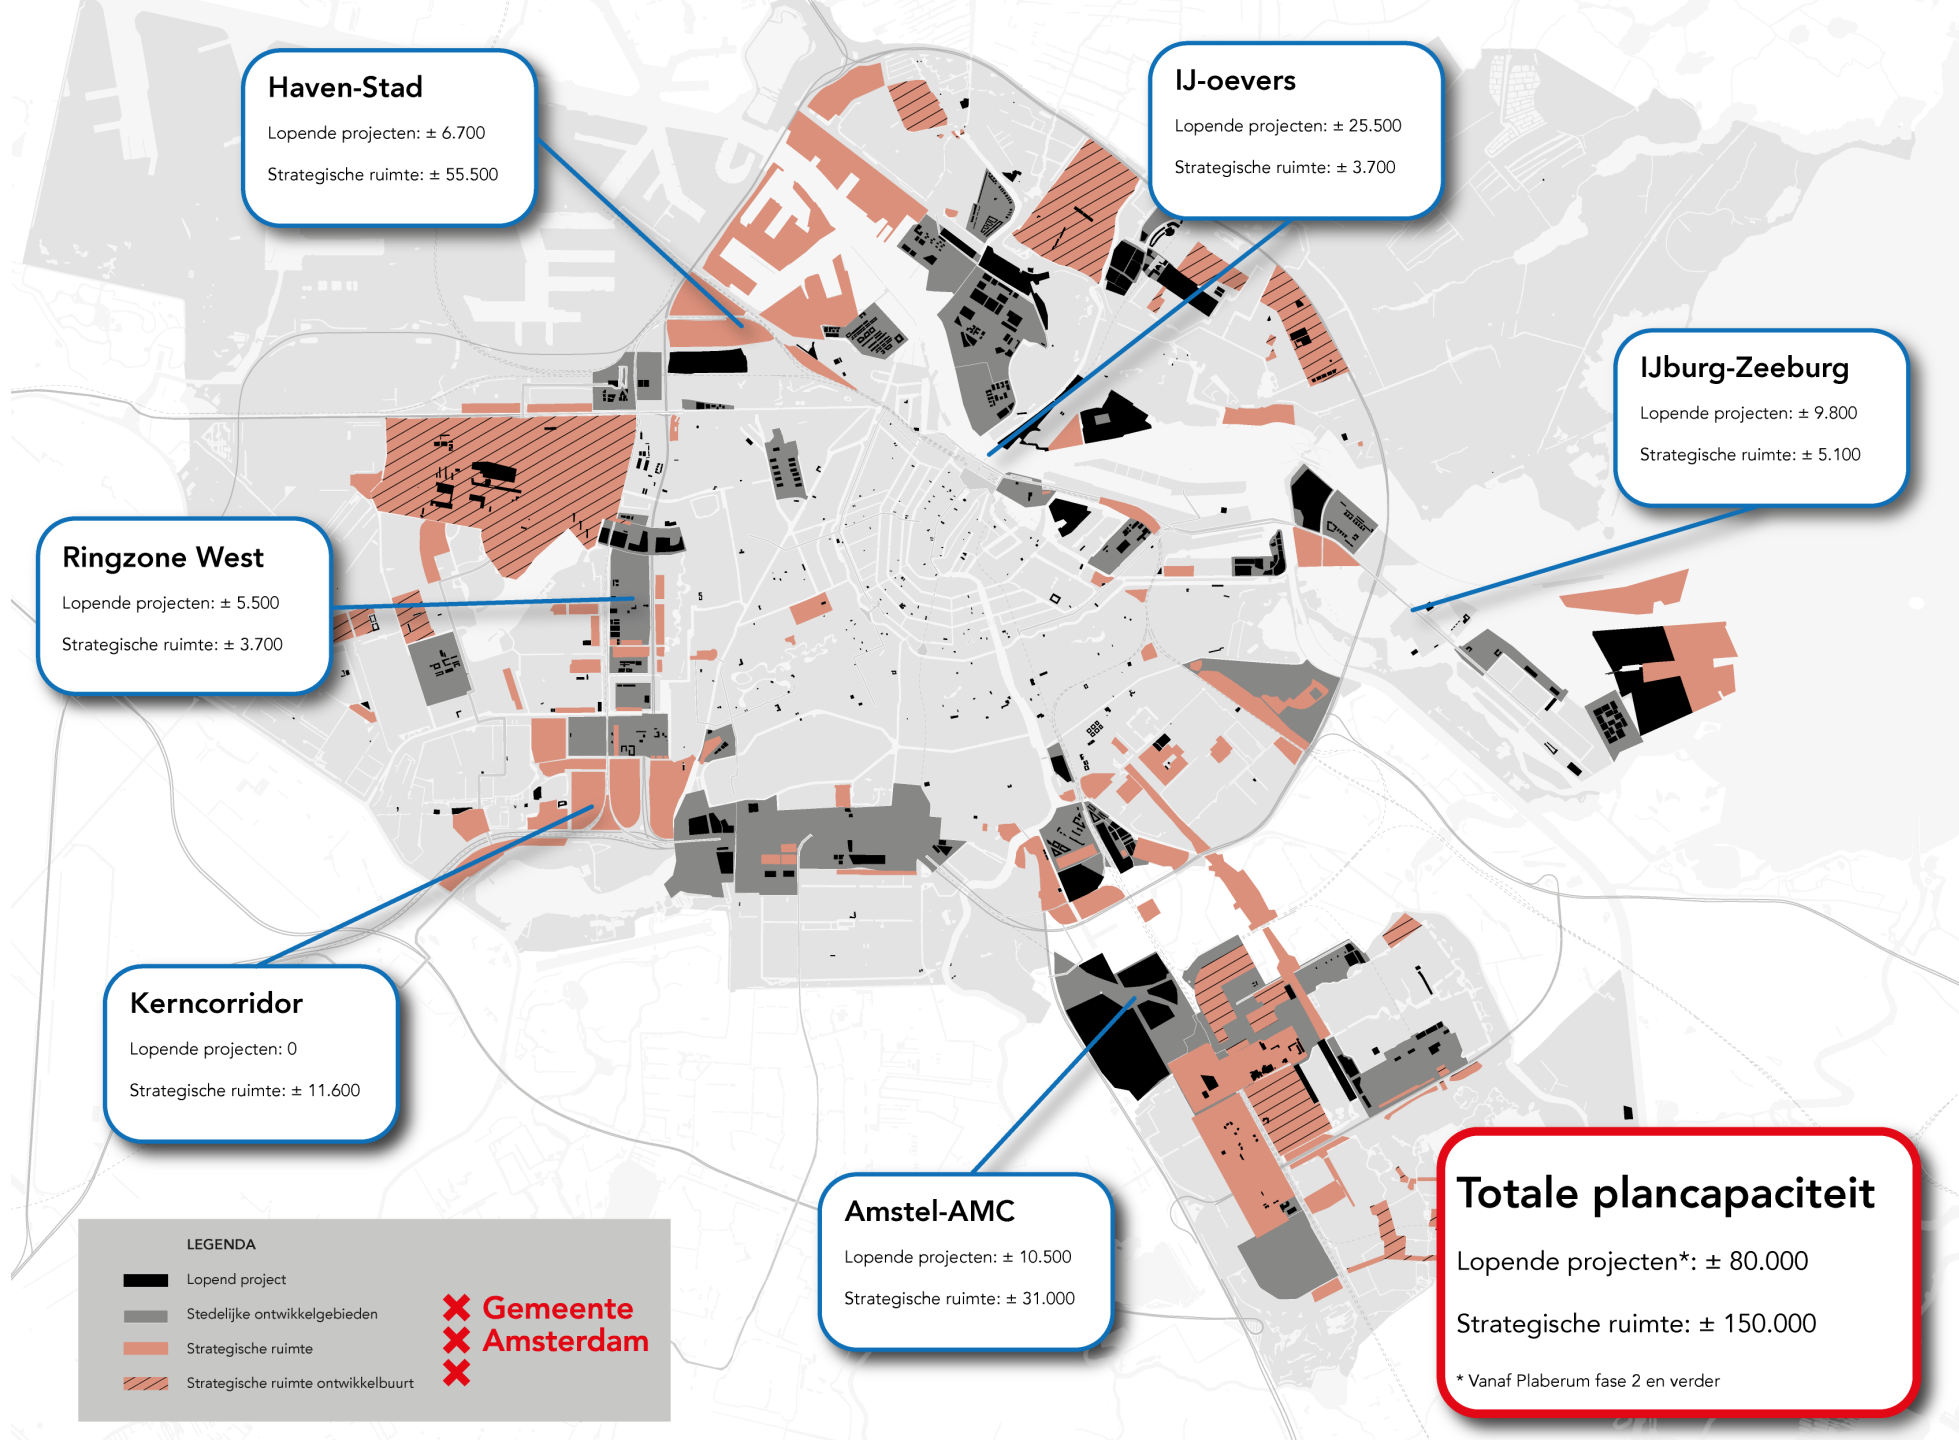 Haven-Stad
Lopende projecten: ± 6.700
Strategische ruimte: ± 55.500
IJ-oevers
Lopende projecten: ± 25.500
Strategische ruimte: ± 3.700
IJburg-Zeeburg
Lopende projecten: ± 9.800
Strategische ruimte: ± 5.100
Ringzone West
Lopende projecten: ± 5.500
Strategische ruimte: ± 3.700
Kerncorridor
Lopende projecten: 0
Strategische ruimte: ± 11.600
Amstel-AMC
Lopende projecten: ± 10.500
Strategische ruimte: ± 31.000
Totale plancapaciteit
Lopende projecten*: ± 80.000
Strategische ruimte: ± 150.000
* Vanaf Plaberum fase 2 en verder
LEGENDA
Lopend project
Stedelijke ontwikkelgebieden
Strategische ruimte
Strategische ruimte ontwikkelbuurt
Gemeente
Amsterdam